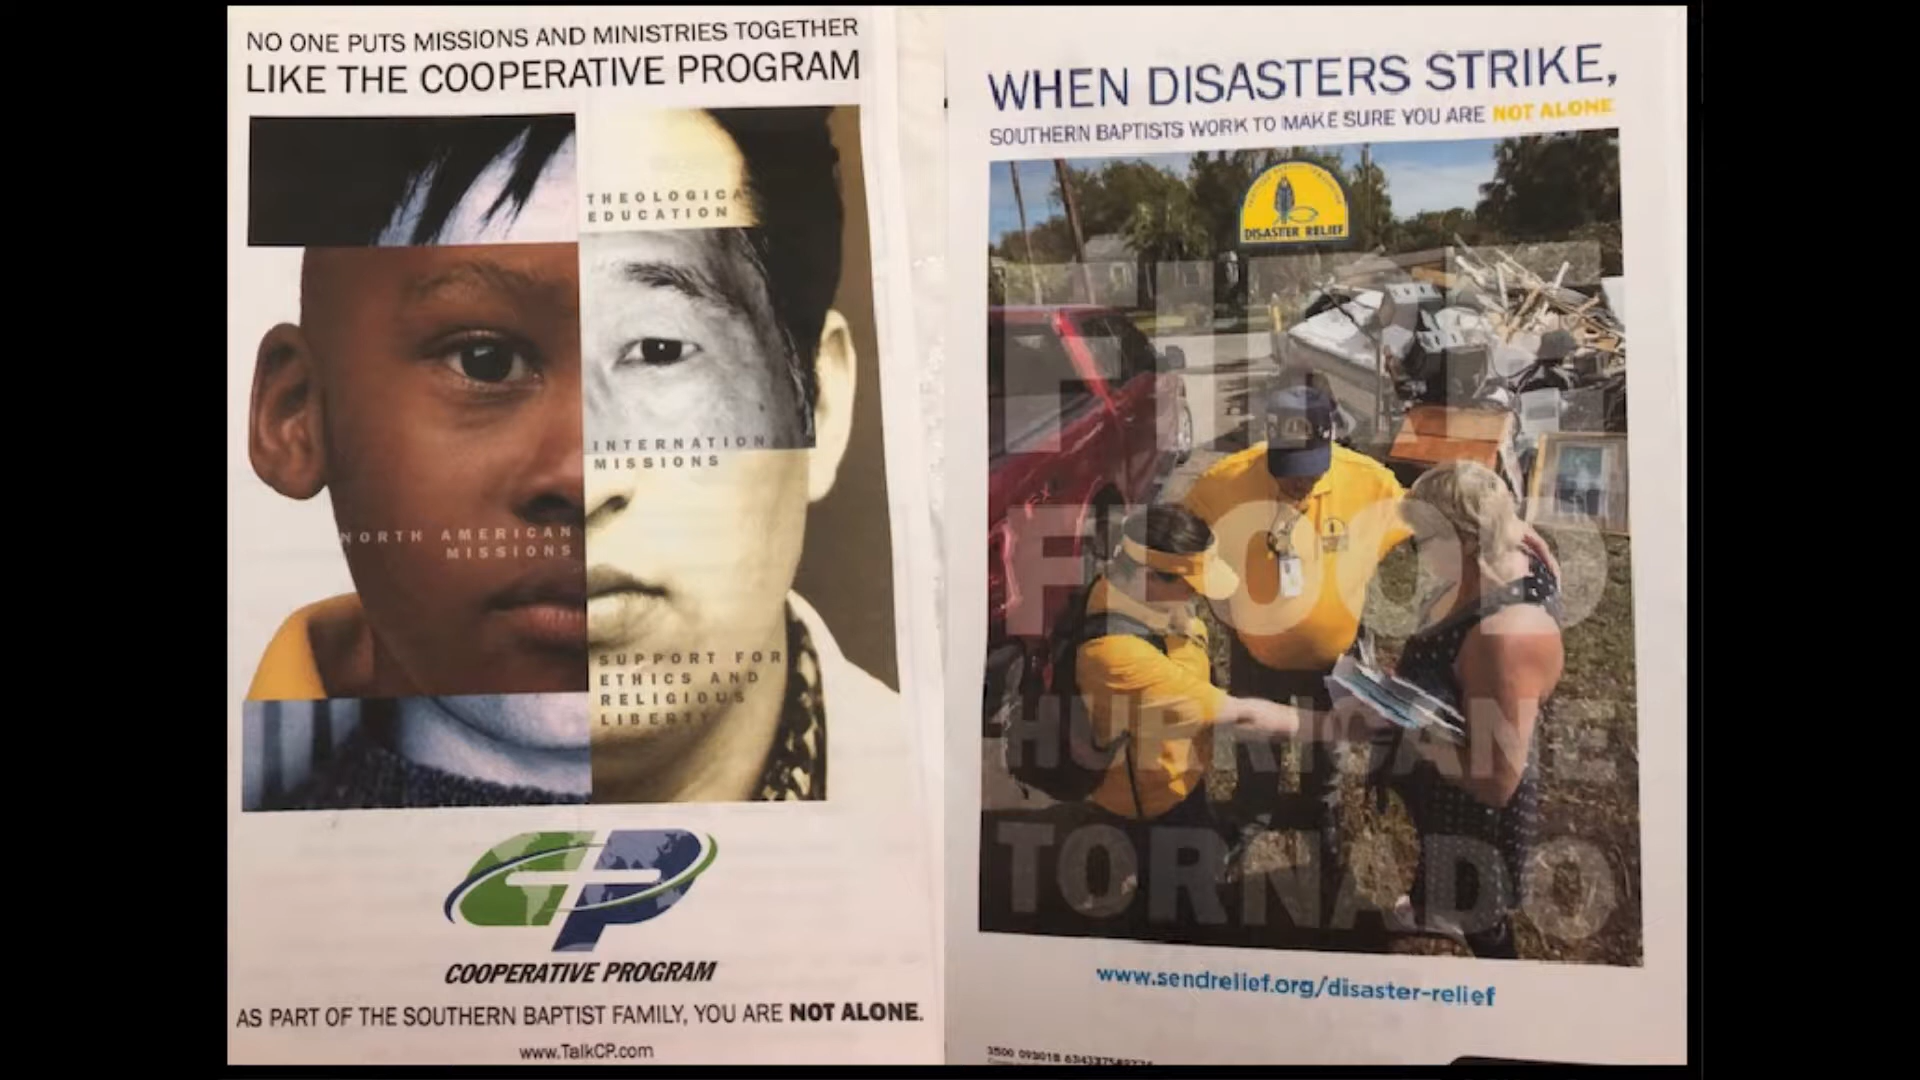 NO ONE PUTS MISSIONS AND MINISTRIES TOGETHER
LIKE THE COOPERATIVE PROGRAM
THEOLOGICA
EDUCATION
INTERNATION
MISSIONS
NORTH AMERICAN
MISSIONS
SUPPORT FOR
ETHICS AND
RELIGIOUS
LIBERTY
CP
COOPERATIVE PROGRAM
AS PART OF THE SOUTHERN BAPTIST FAMILY, YOU ARE NOT ALONE.
www.TalkCP.com
WHEN DISASTERS STRIKE,
SOUTHERN BAPTISTS WORK TO MAKE SURE YOU ARE NOT ALONE
DISASTER RELIEF
FIRE
FLOOD
HURRICANE
TORNADO
www.sendrelief.org/disaster-relief
3500 093018